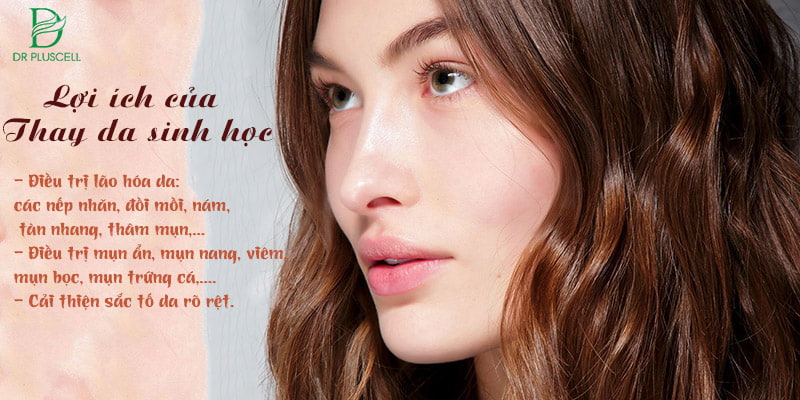 DR PLUSCELL
Lợi ích của
Thay da sinh học
- Điều trị lão hóa da:
các nếp nhăn, đồi mồi, nám,
tàn nhang, thâm mụn,...
- Điều trị mụn ẩn, mụn nang, viêm
mụn bọc, mụn trứng cá,....
- Cải thiện sắc tố da rõ rệt.